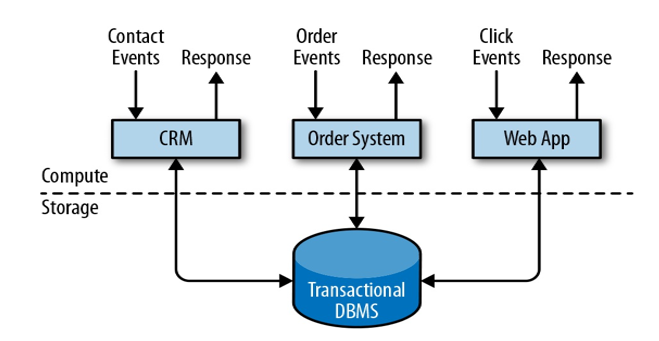 Contact
Events
Response
Order
Events
Response
Click
Events
Response
CRM
Order System
Web App
Compute
Storage
Transactional
DBMS